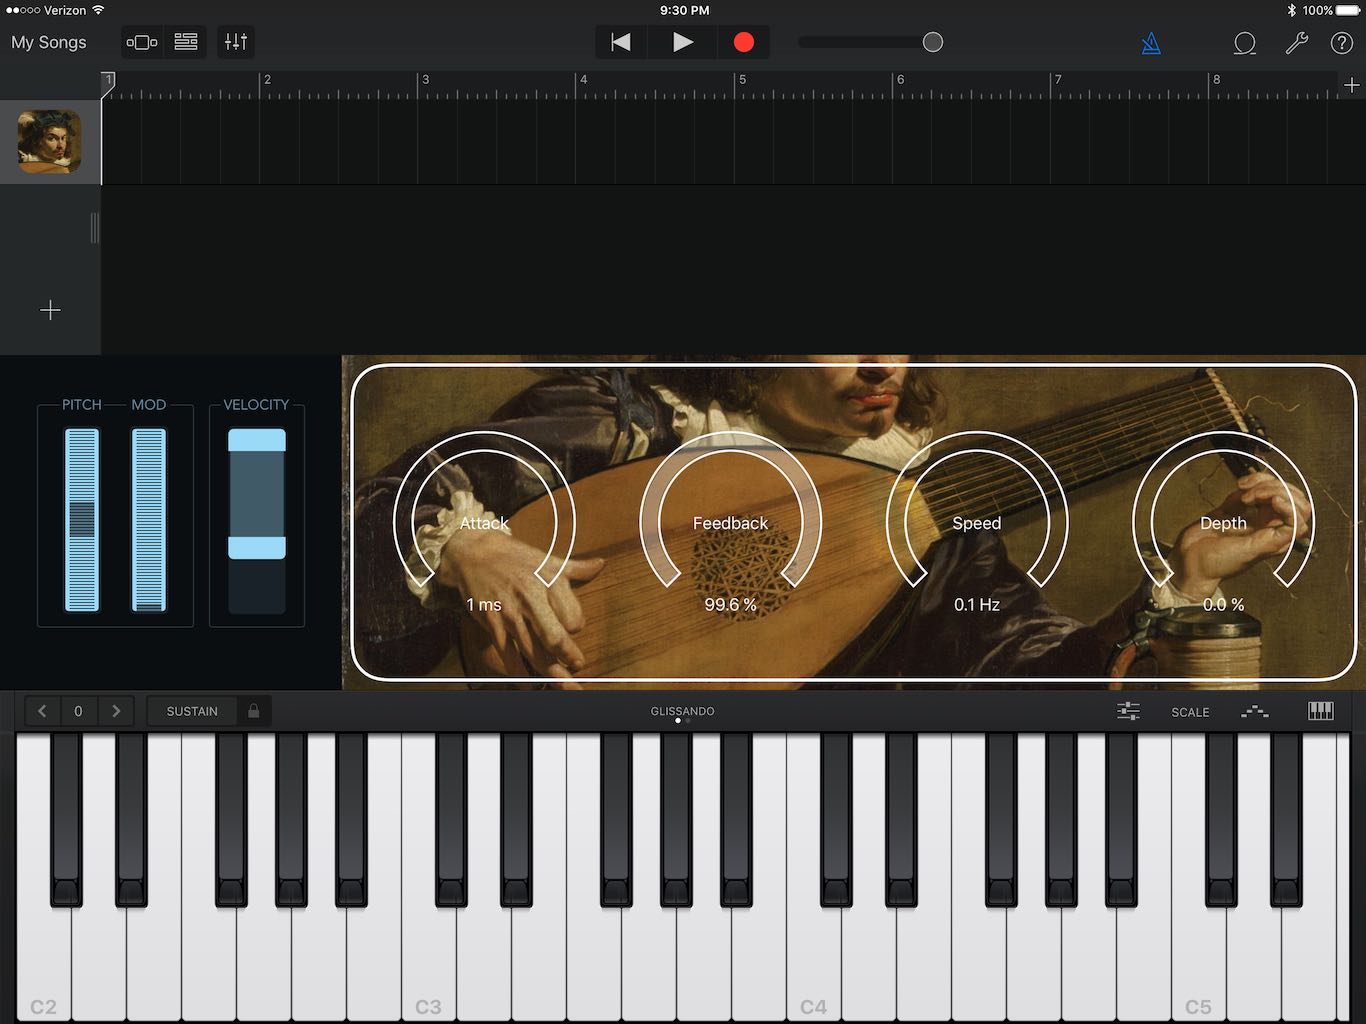 Verizon 9:30 PM 100%
My Songs
1 2 3 4 5 6 7 8
PITCH MOD VELOCITY
Attack Feedback Speed Depth
1 ms 99.6 % 0.1 Hz 0.0 %
0 SUSTAIN GLISSANDO SCALE
C2 C3 C4 C5